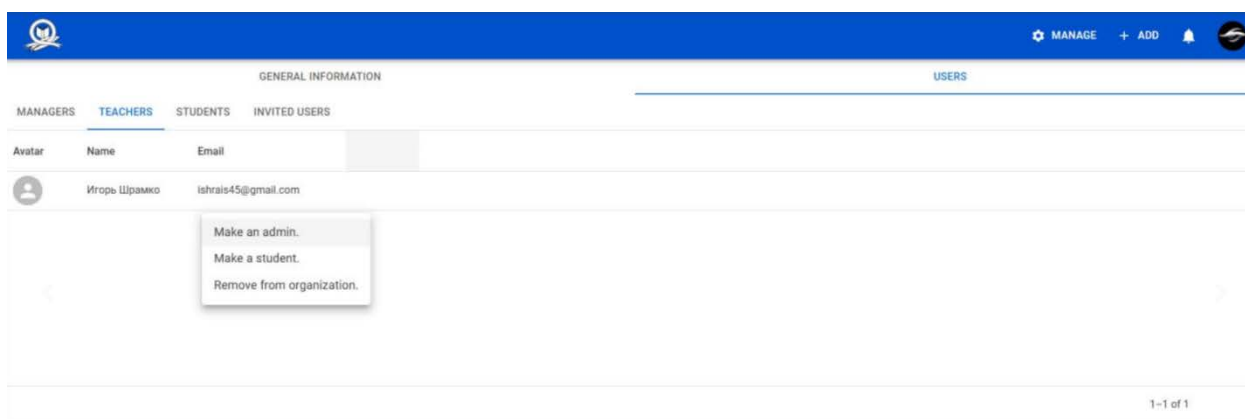 MANAGE + ADD
GENERAL INFORMATION USERS
MANAGERS TEACHERS STUDENTS INVITED USERS
Avatar Name Email
Игорь Шрамко ishrais45@gmail.com
Make an admin.
Make a student.
Remove from organization.
1–1 of 1